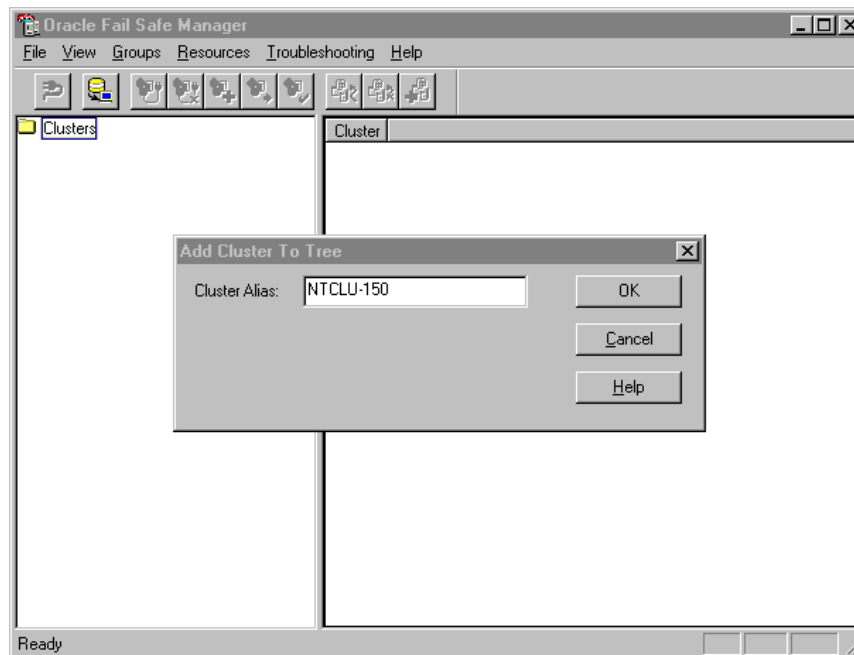 Oracle Fail Safe Manager
File View Groups Resources Troubleshooting Help
Clusters
Cluster
Add Cluster To Tree
Cluster Alias: NTCLU-150
OK
Cancel
Help
Ready